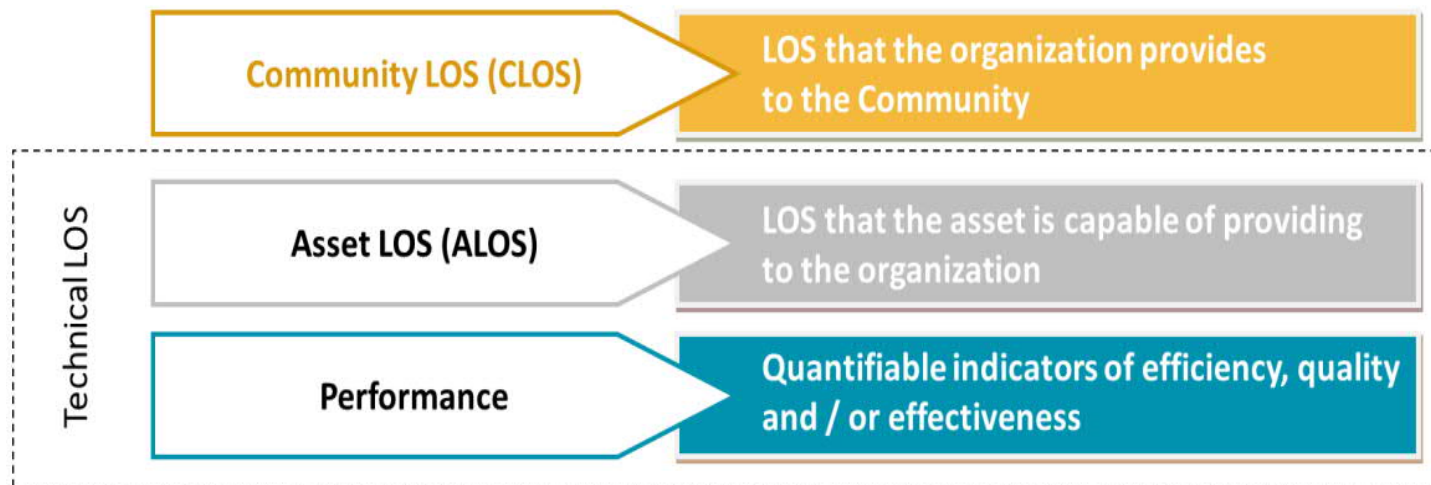 Community LOS (CLOS)
LOS that the organization provides
to the Community
Technical LOS
Asset LOS (ALOS)
LOS that the asset is capable of providing
to the organization
Performance
Quantifiable indicators of efficiency, quality
and / or effectiveness